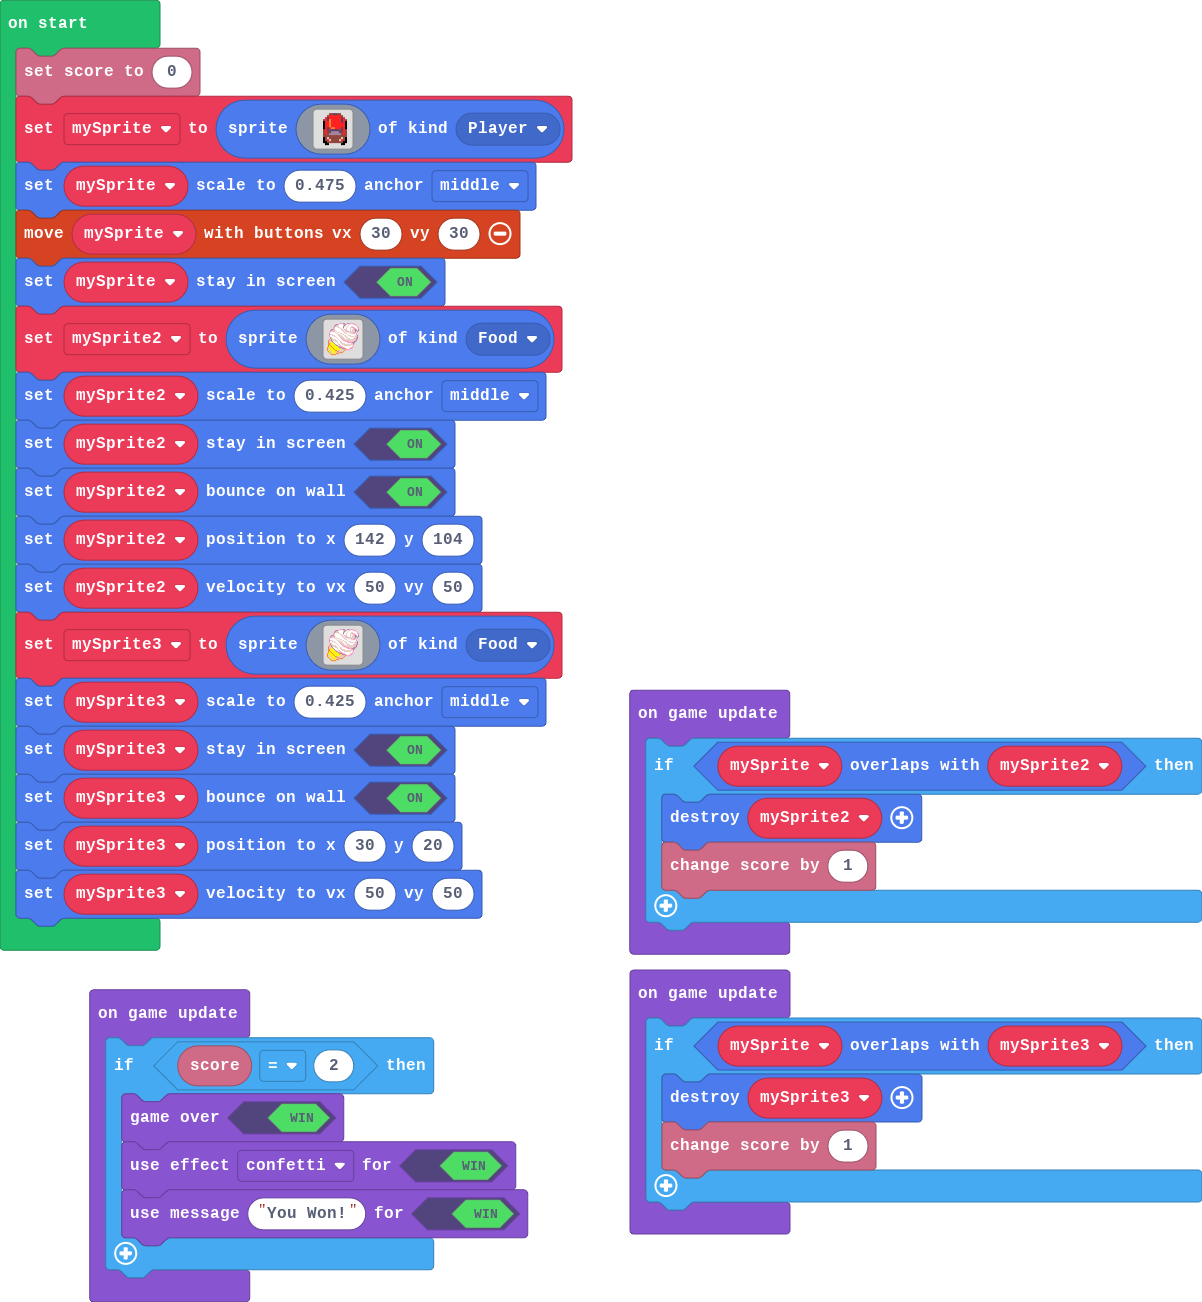 on start
set score to 0
set mySprite to sprite of kind Player
set mySprite scale to 0.475 anchor middle
move mySprite with buttons vx 30 vy 30
set mySprite stay in screen ON
set mySprite2 to sprite of kind Food
set mySprite2 scale to 0.425 anchor middle
set mySprite2 stay in screen ON
set mySprite2 bounce on wall ON
set mySprite2 position to x 142 y 104
set mySprite2 velocity to vx 50 vy 50
set mySprite3 to sprite of kind Food
set mySprite3 scale to 0.425 anchor middle
set mySprite3 stay in screen ON
set mySprite3 bounce on wall ON
set mySprite3 position to x 30 y 20
set mySprite3 velocity to vx 50 vy 50
on game update
if mySprite overlaps with mySprite2 then
destroy mySprite2
change score by 1
on game update
if mySprite overlaps with mySprite3 then
destroy mySprite3
change score by 1
on game update
if score = 2 then
game over WIN
use effect confetti for WIN
use message "You Won!" for WIN